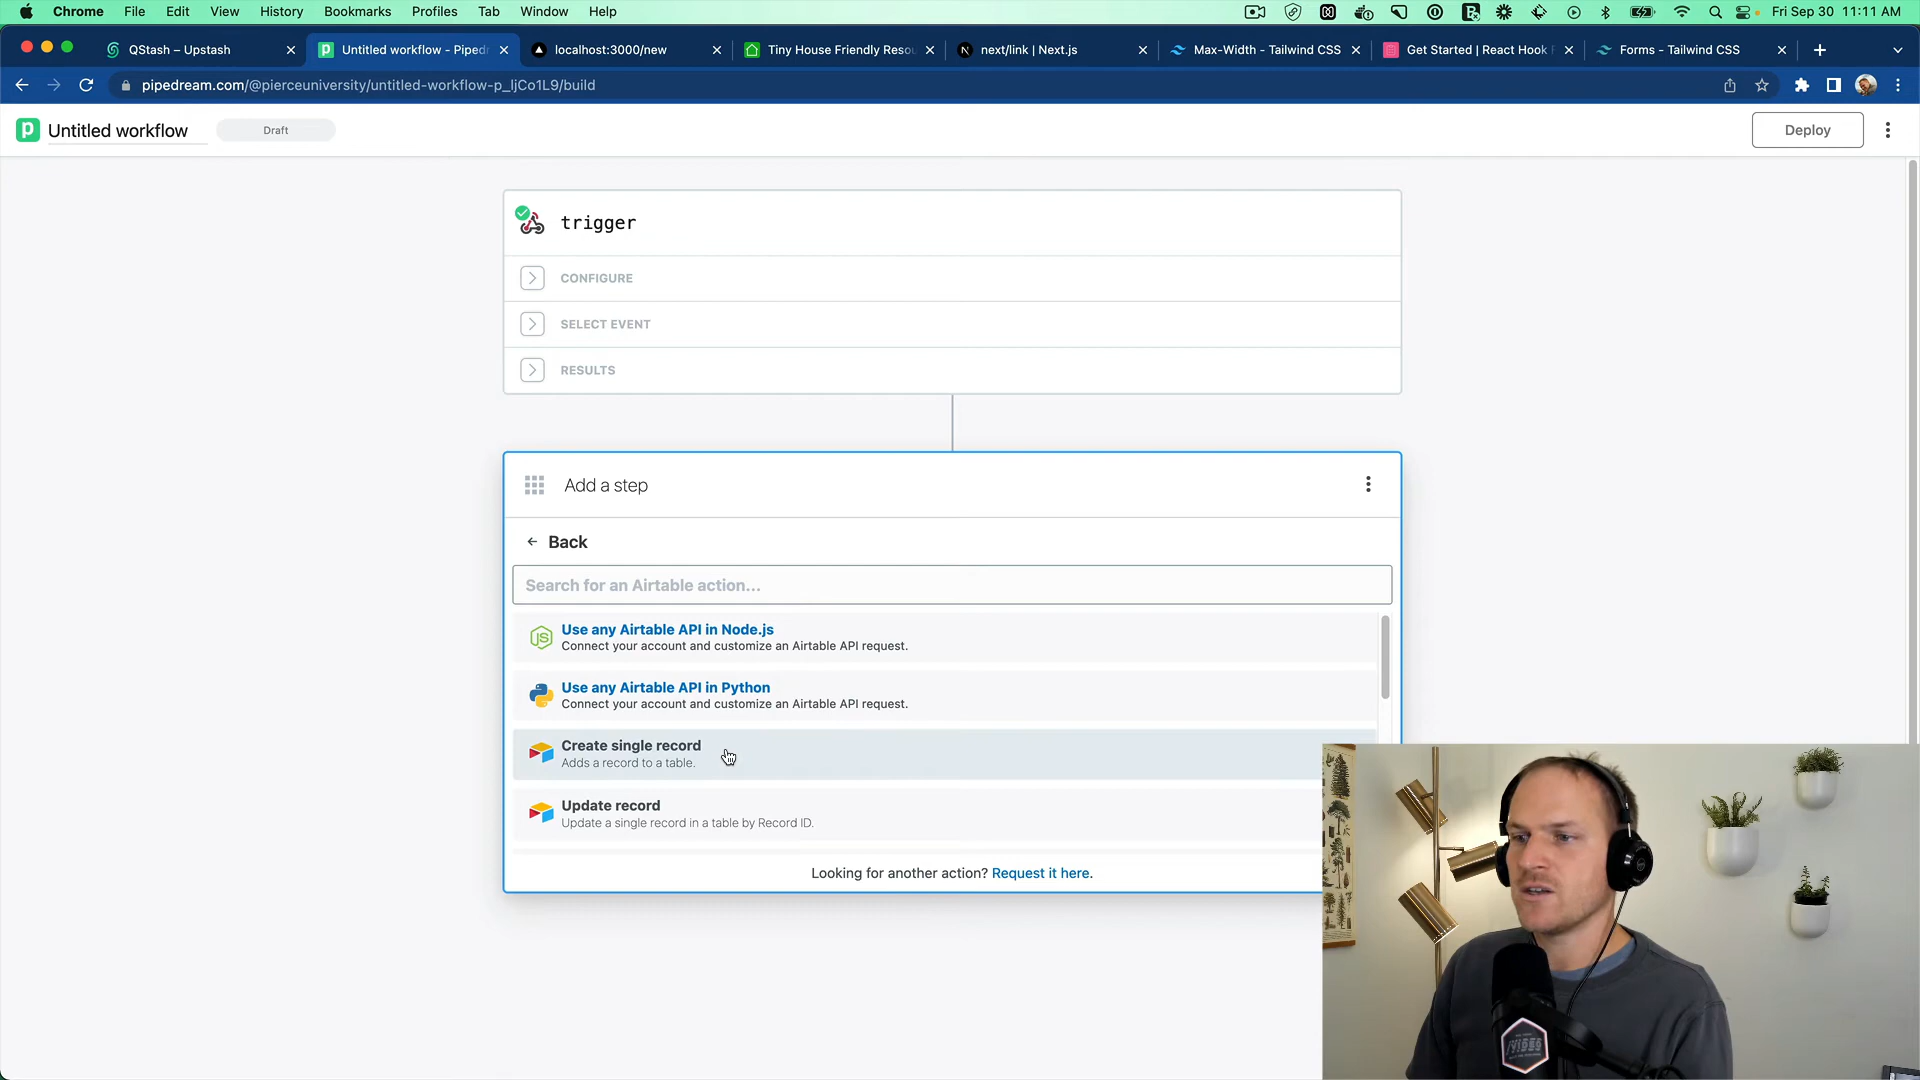 Chrome File Edit View History Bookmarks Profiles Tab Window Help
Fri Sep 30 11:11 AM
QStash – Upstash
Untitled workflow - Pipedr
localhost:3000/new
Tiny House Friendly Resou
next/link | Next.js
Max-Width - Tailwind CSS
Get Started | React Hook F
Forms - Tailwind CSS
pipedream.com/@pierceuniversity/untitled-workflow-p_ljCo1L9/build
Untitled workflow
Draft
Deploy
trigger
CONFIGURE
SELECT EVENT
RESULTS
Add a step
Back
Search for an Airtable action...
Use any Airtable API in Node.js
Connect your account and customize an Airtable API request.
Use any Airtable API in Python
Connect your account and customize an Airtable API request.
Create single record
Adds a record to a table.
Update record
Update a single record in a table by Record ID.
Looking for another action? Request it here.